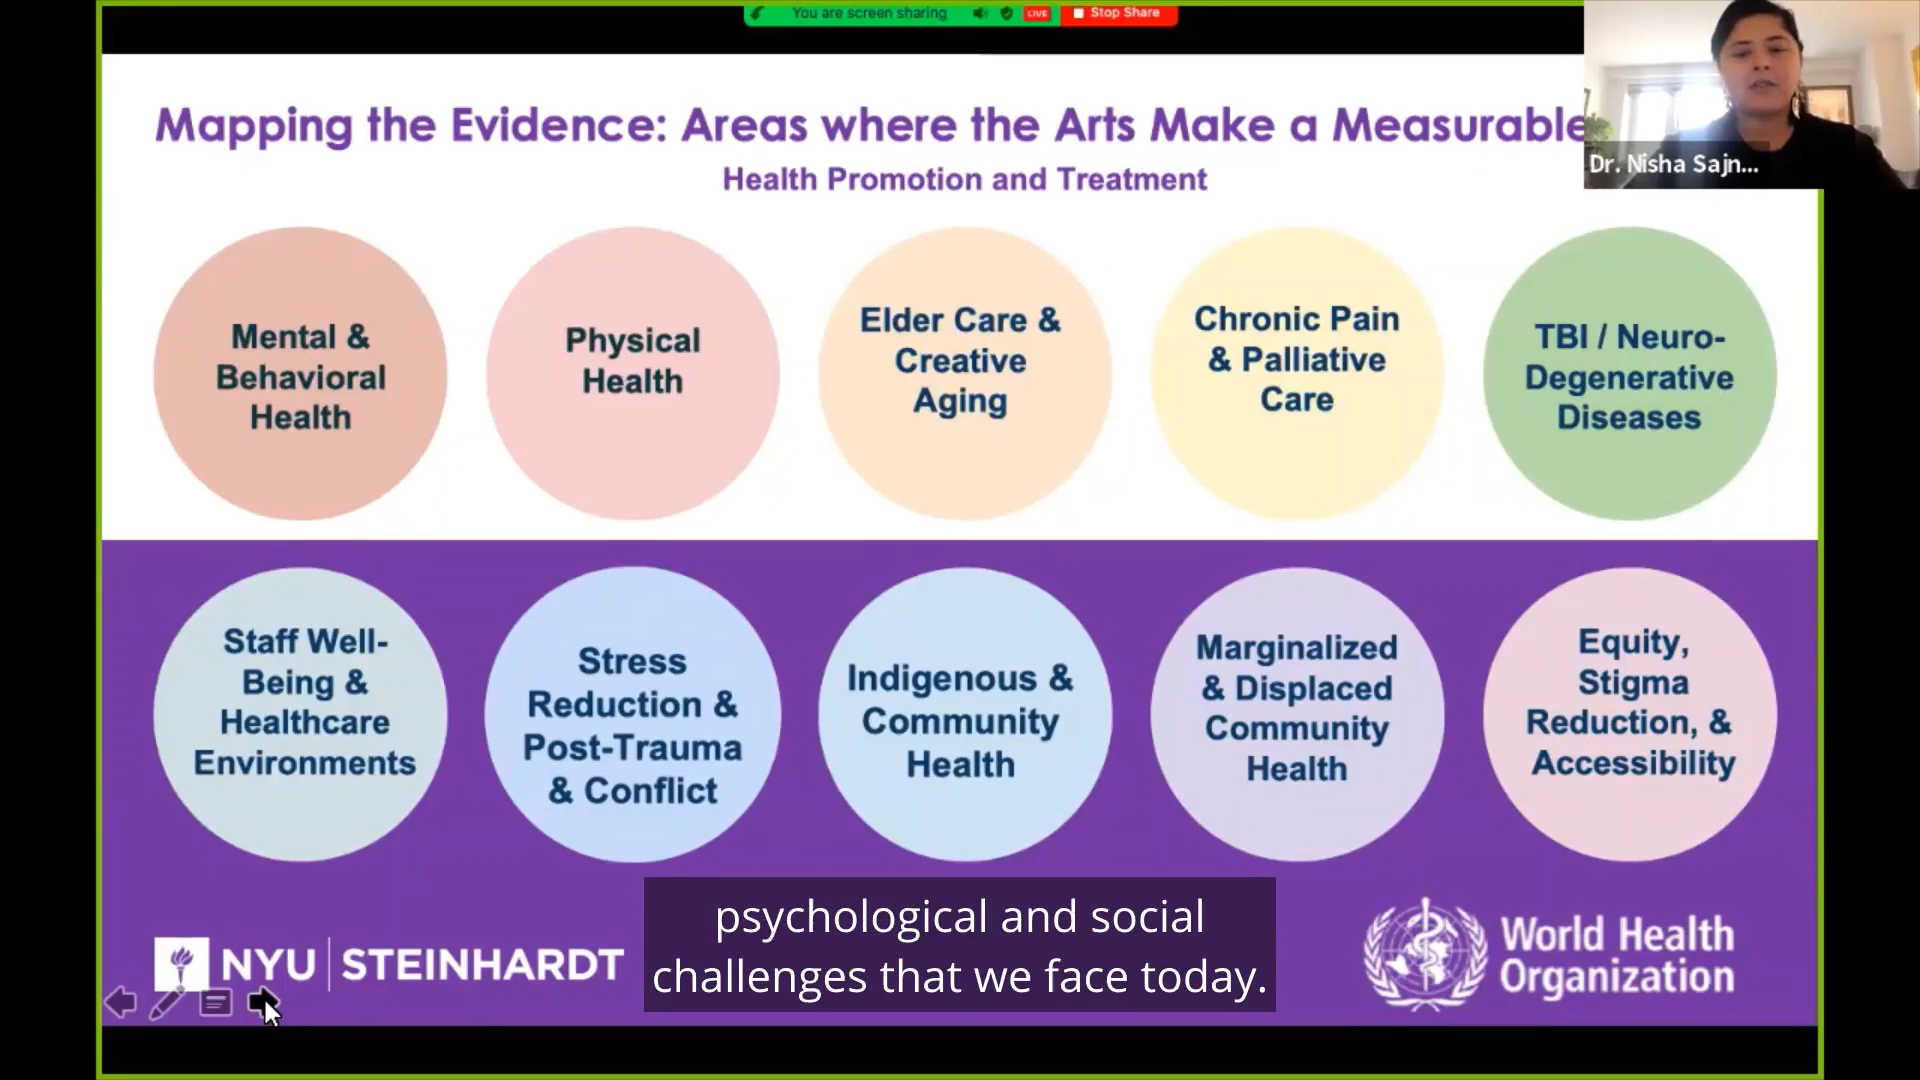 You are screen sharing
LIVE
Stop Share
Mapping the Evidence: Areas where the Arts Make a Measurable
Health Promotion and Treatment
Dr. Nisha Sajn...
Mental &
Behavioral
Health
Physical
Health
Elder Care &
Creative
Aging
Chronic Pain
& Palliative
Care
TBI / Neuro-
Degenerative
Diseases
Staff Well-
Being &
Healthcare
Environments
Stress
Reduction &
Post-Trauma
& Conflict
Indigenous &
Community
Health
Marginalized
& Displaced
Community
Health
Equity,
Stigma
Reduction, &
Accessibility
NYU STEINHARDT
psychological and social
challenges that we face today.
World Health
Organization